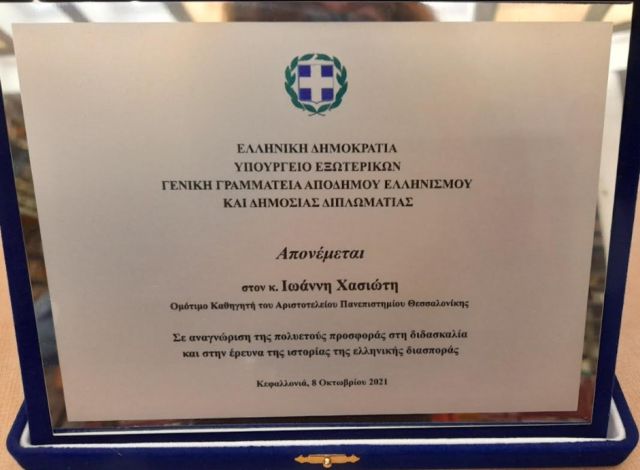 ΕΛΛΗΝΙΚΗ ΔΗΜΟΚΡΑΤΙΑ
ΥΠΟΥΡΓΕΙΟ ΕΞΩΤΕΡΙΚΩΝ
ΓΕΝΙΚΗ ΓΡΑΜΜΑΤΕΙΑ ΑΠΟΔΗΜΟΥ ΕΛΛΗΝΙΣΜΟΥ
ΚΑΙ ΔΗΜΟΣΙΑΣ ΔΙΠΛΩΜΑΤΙΑΣ
Απονέμεται
στον κ. Ιωάννη Χασιώτη
Ομότιμο Καθηγητή του Αριστοτελείου Πανεπιστημίου Θεσσαλονίκης
Σε αναγνώριση της πολυετούς προσφοράς στη διδασκαλία
και στην έρευνα της ιστορίας της ελληνικής διασποράς
Κεφαλλονιά, 8 Οκτωβρίου 2021